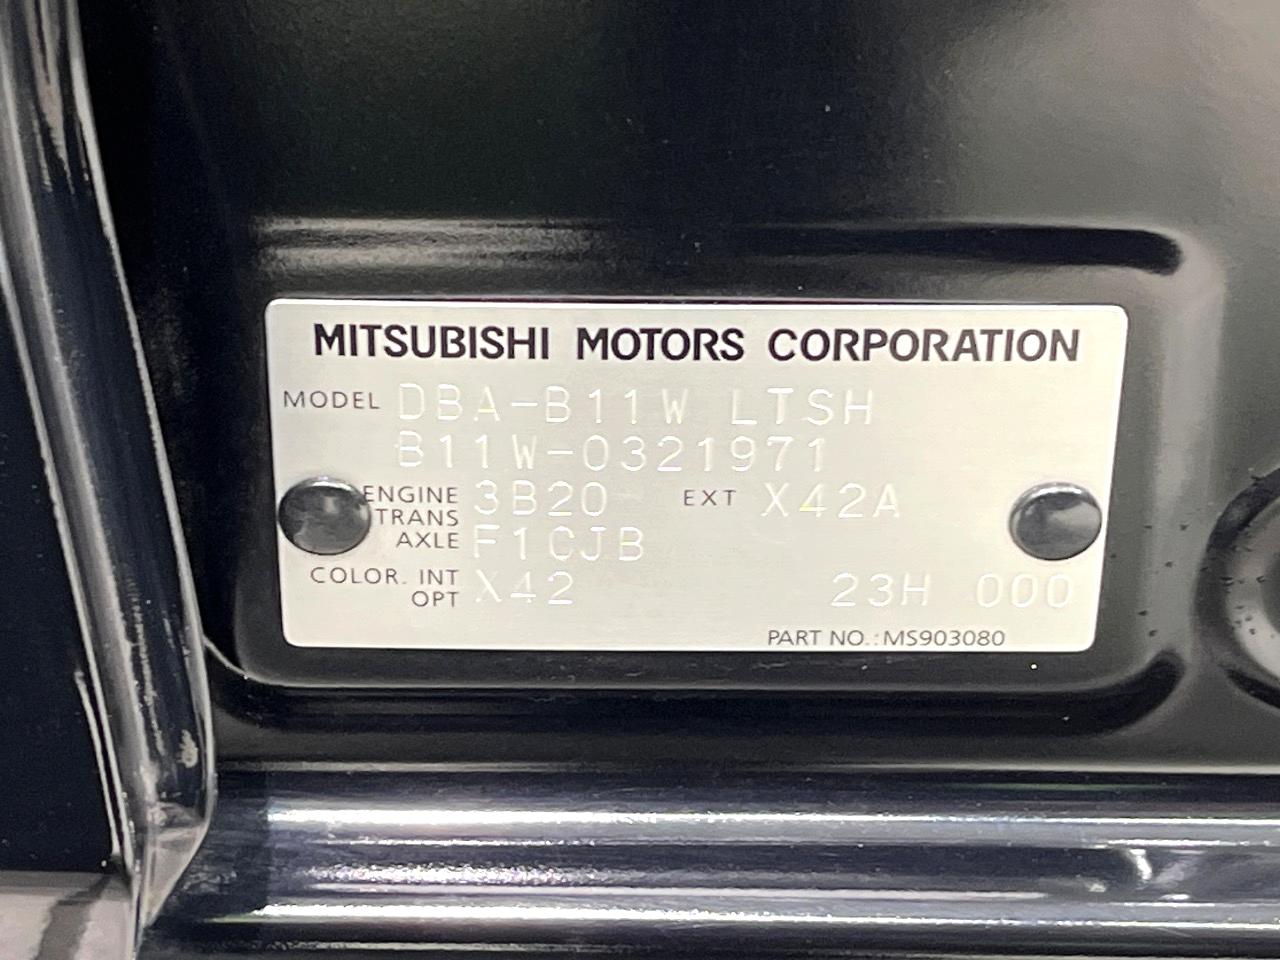 MITSUBISHI MOTORS CORPORATION
MODEL DBA-B11W LTSH
B11W-0321971
ENGINE 3B20 EXT X42A
TRANS AXLE F1CJB
COLOR. INT OPT X42 23H 000
PART NO.: MS903080